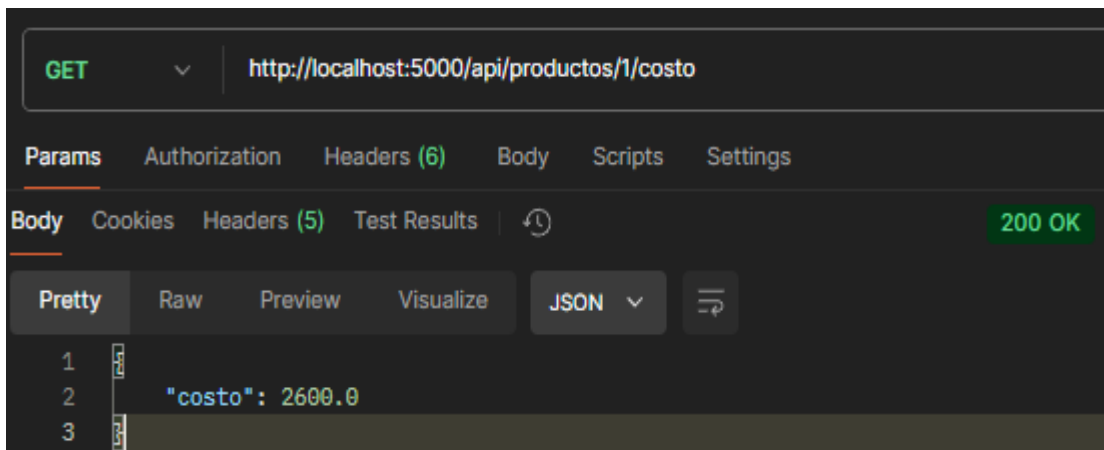 GET http://localhost:5000/api/productos/1/costo
Params Authorization Headers (6) Body Scripts Settings
Body Cookies Headers (5) Test Results 200 OK
Pretty Raw Preview Visualize JSON
1 {
2 "costo": 2600.0
3 }